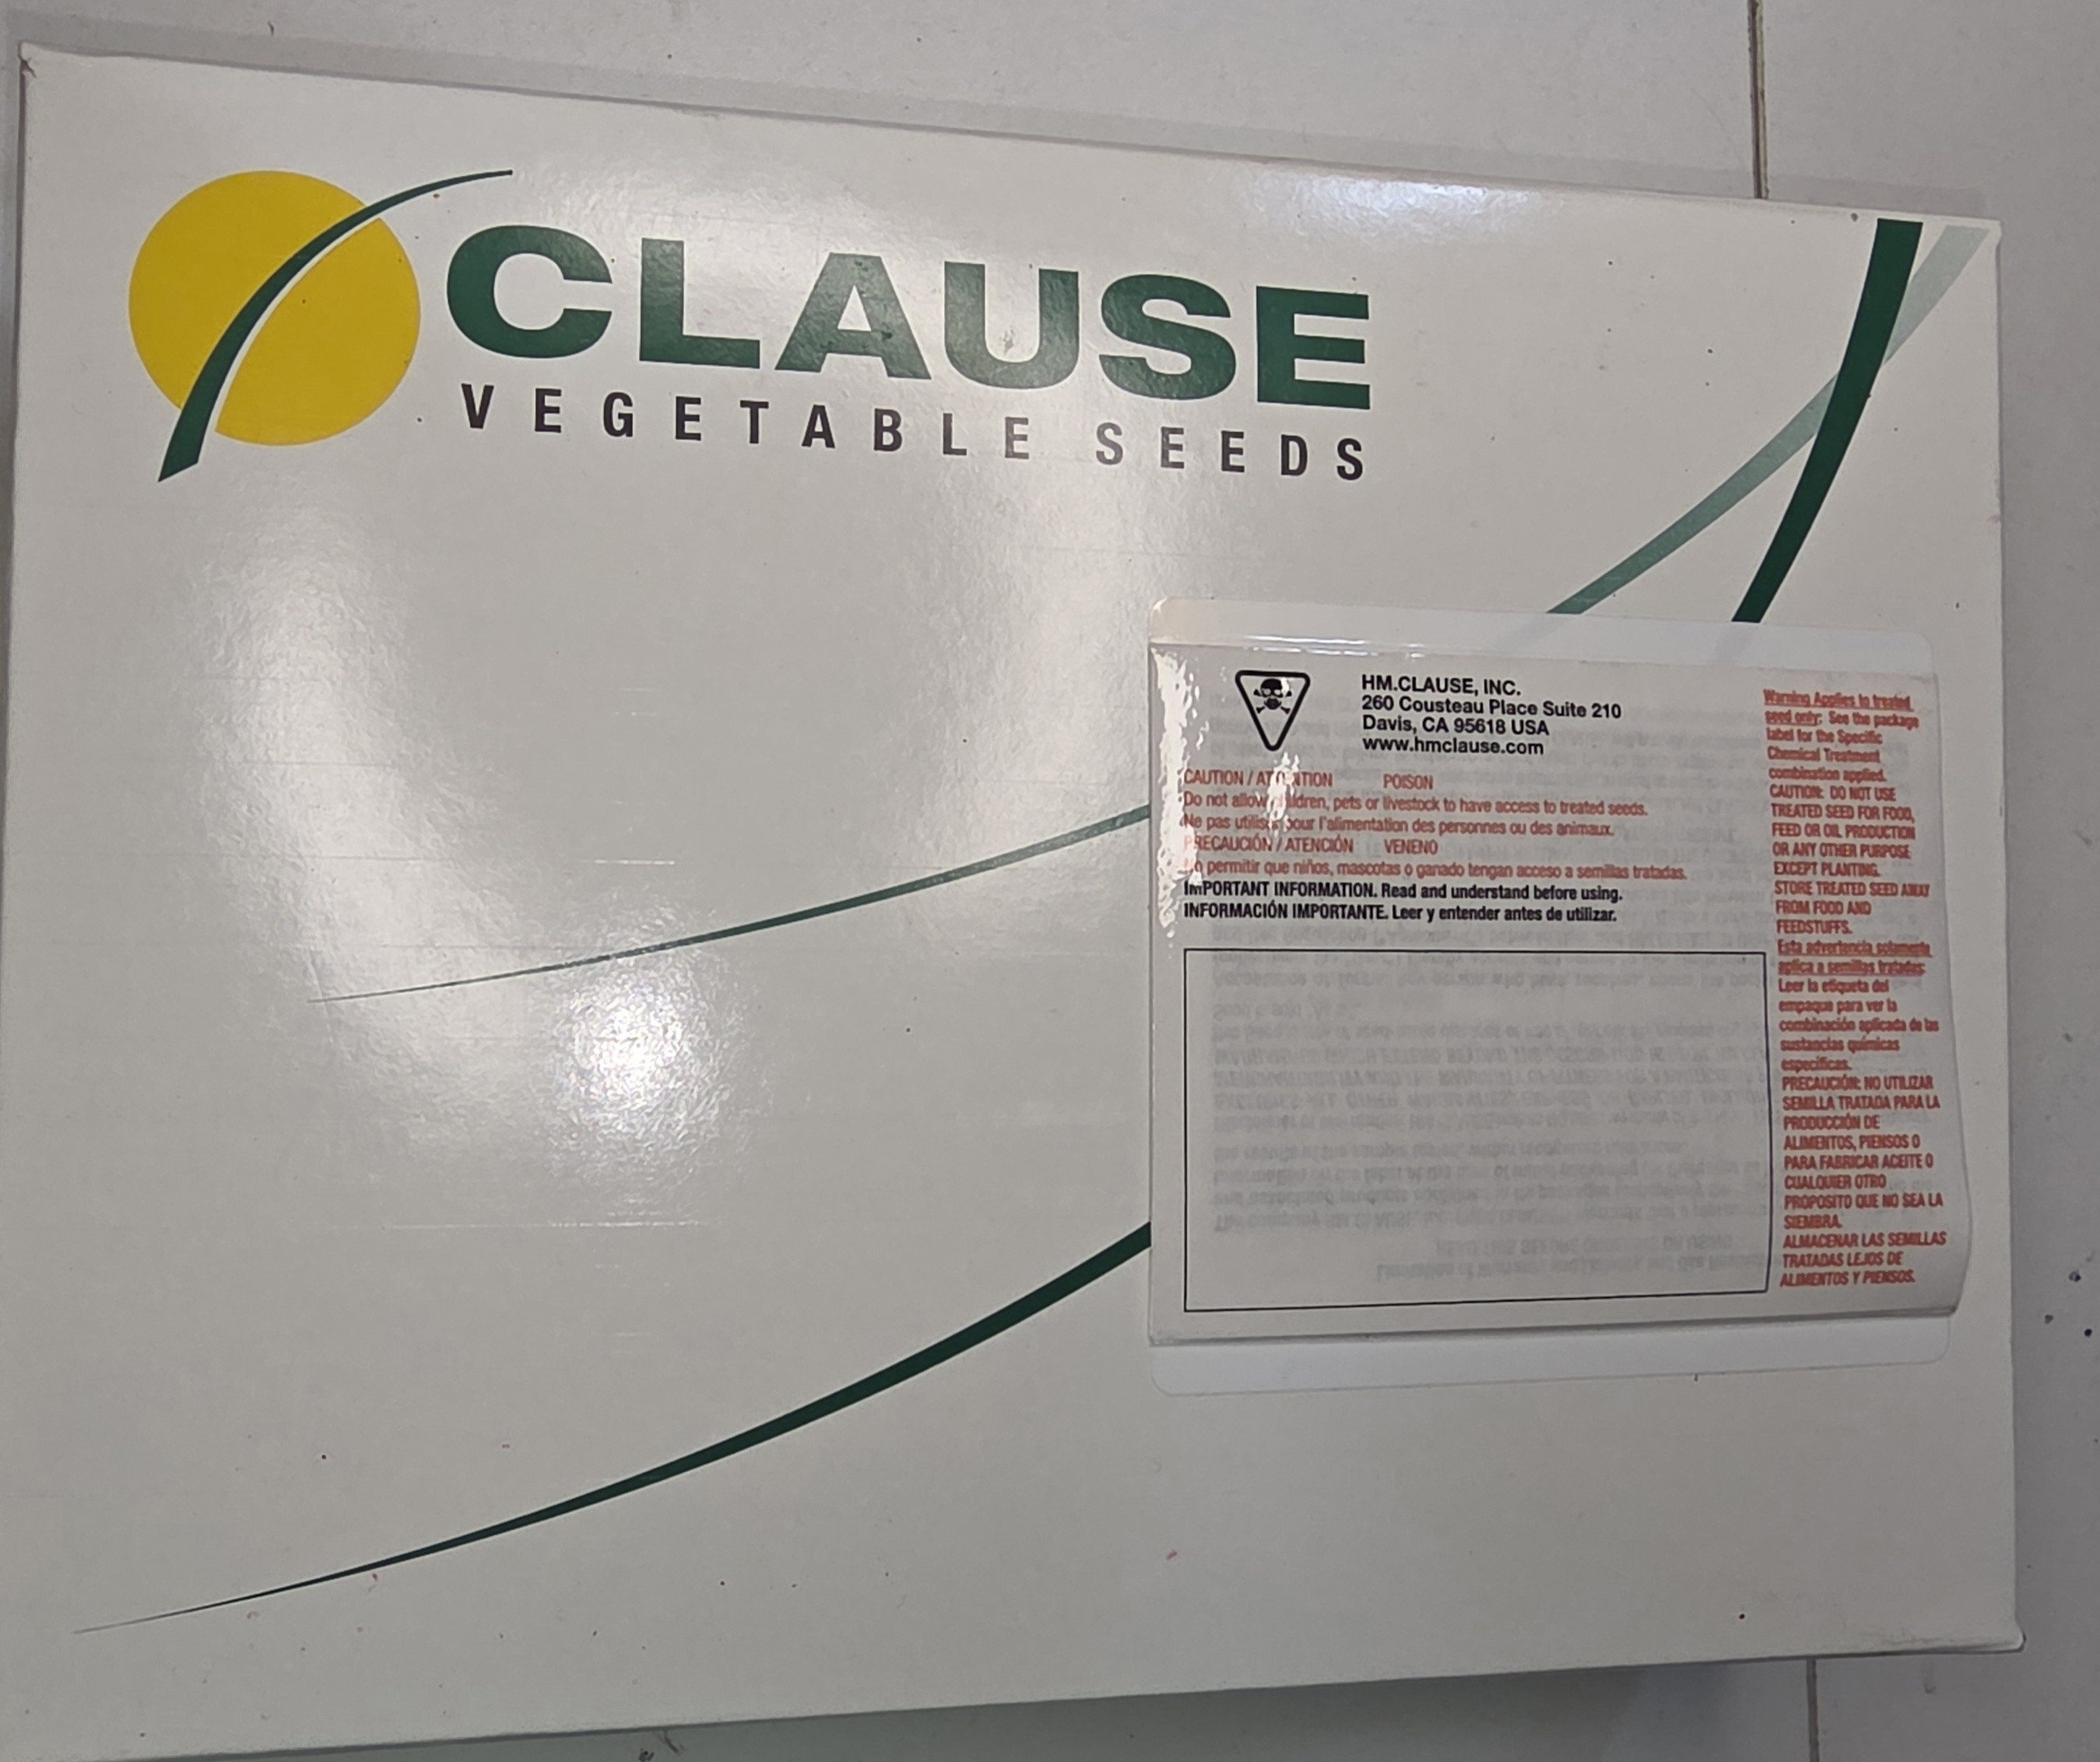 CLAUSE
VEGETABLE SEEDS
HM.CLAUSE, INC.
260 Cousteau Place Suite 210
Davis, CA 95618 USA
www.hmclause.com
CAUTION / POISON
Do not allow children, pets or livestock to have access to treated seeds.
Ne pas utiliser pour l'alimentation des personnes ou des animaux.
PRECAUCIÓN / ATENCIÓN VENENO
No permitir que niños, mascotas o ganado tengan acceso a semillas tratadas.
IMPORTANT INFORMATION. Read and understand before using.
INFORMACIÓN IMPORTANTE. Leer y entender antes de utilizar.
Warning Applies to treated
seed only: See the package
label for the Specific
Chemical Treatment
combination applied.
CAUTION: DO NOT USE
TREATED SEED FOR FOOD,
FEED OR OIL PRODUCTION
OR ANY OTHER PURPOSE
EXCEPT PLANTING.
STORE TREATED SEED AWAY
FROM FOOD AND
FEEDSTUFFS.
Esta advertencia solamente
aplica a semillas tratadas:
Leer la etiqueta del
empaque para ver la
combinación aplicada de las
sustancias químicas
específicas.
PRECAUCIÓN: NO UTILIZAR
SEMILLA TRATADA PARA LA
PRODUCCIÓN DE
ALIMENTOS, PIENSOS O
PARA FABRICAR ACEITE O
CUALQUIER OTRO
PROPOSITO QUE NO SEA LA
SIEMBRA.
ALMACENAR LAS SEMILLAS
TRATADAS LEJOS DE
ALIMENTOS Y PIENSOS.